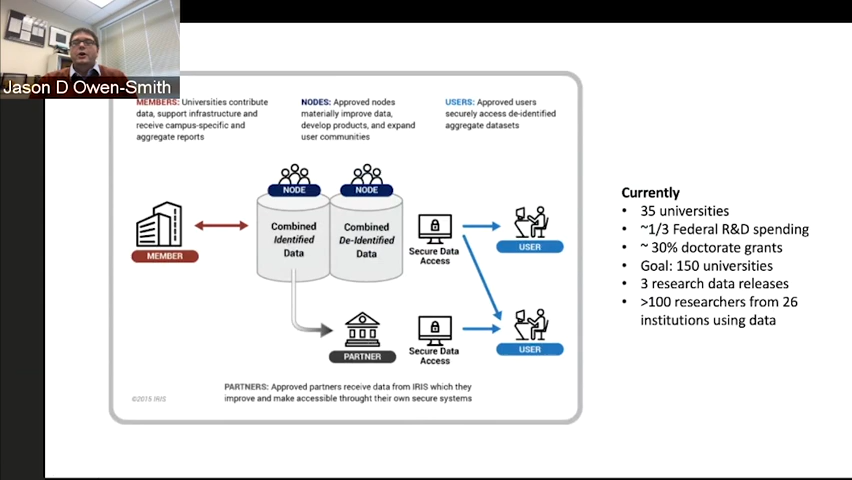 Jason D Owen-Smith
MEMBERS: Universities contribute
data, support infrastructure and
receive campus-specific and
aggregate reports
NODES: Approved nodes
materially improve data,
develop products, and expand
user communities
USERS: Approved users
securely access de-identified
aggregate datasets
NODE
NODE
Combined
Identified
Data
Combined
De-Identified
Data
MEMBER
Secure Data
Access
USER
PARTNER
Secure Data
Access
USER
PARTNERS: Approved partners receive data from IRIS which they
improve and make accessible throught their own secure systems
©2015 IRIS
Currently
• 35 universities
• ~1/3 Federal R&D spending
• ~ 30% doctorate grants
• Goal: 150 universities
• 3 research data releases
• >100 researchers from 26
institutions using data